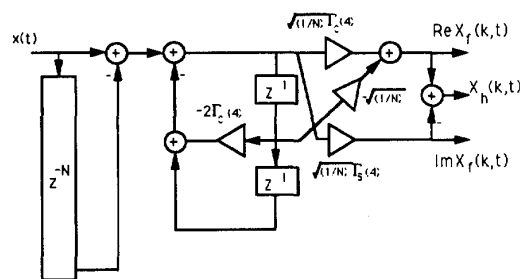 x(t)
√(1/N) Γc(4)
Re Xf(k,t)
z⁻ᴺ
z⁻¹
-2Γc(4)
-√(1/N)
Xh(k,t)
z⁻¹
√(1/N) Γs(4)
Im Xf(k,t)